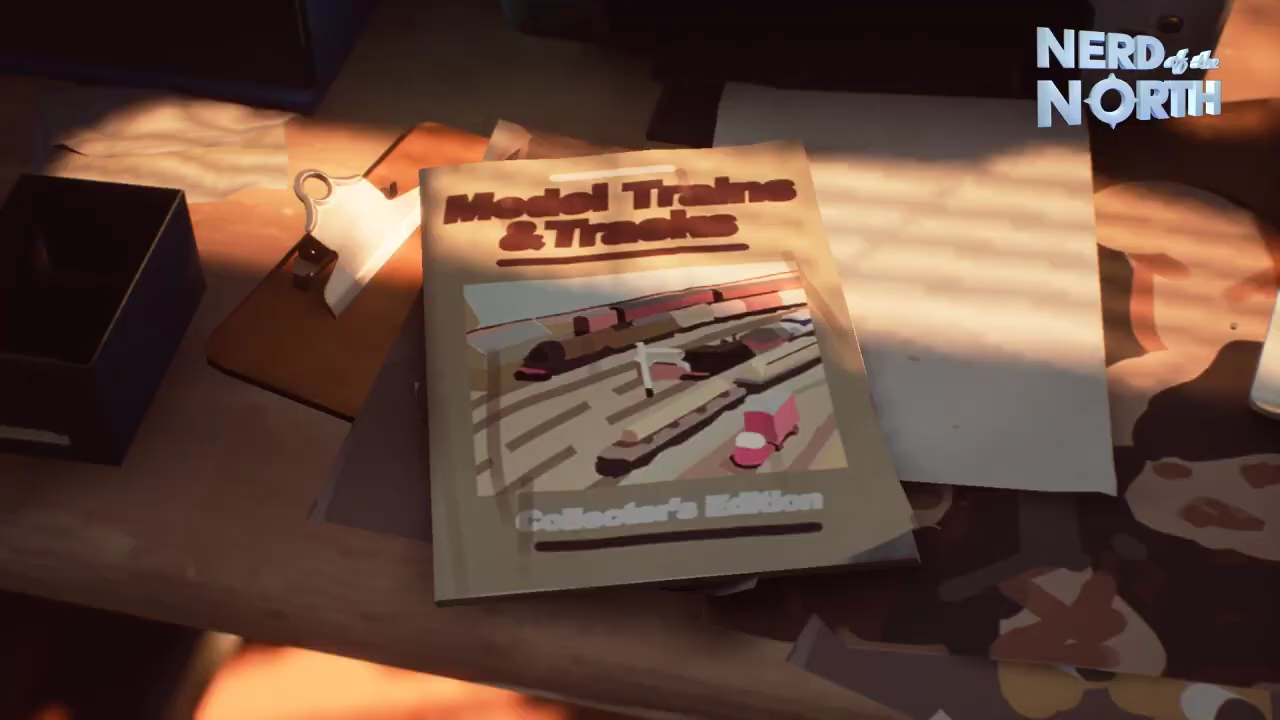 NERD of the
NORTH
Model Trains
& Tracks
Collector's Edition